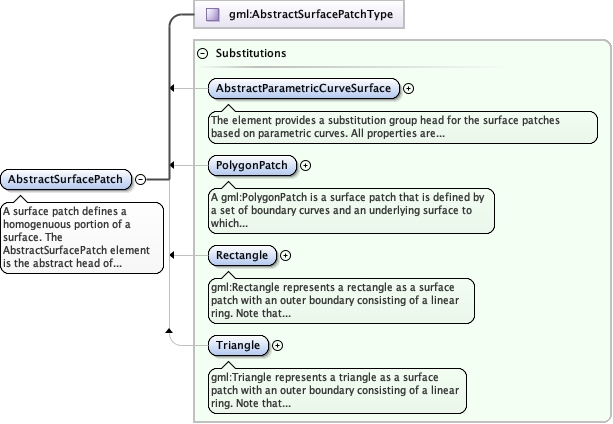 gml:AbstractSurfacePatchType
Substitutions
AbstractParametricCurveSurface
The element provides a substitution group head for the surface patches
based on parametric curves. All properties are...
AbstractSurfacePatch
A surface patch defines a
homogenuous portion of a
surface. The
AbstractSurfacePatch element
is the abstract head of...
PolygonPatch
A gml:PolygonPatch is a surface patch that is defined by
a set of boundary curves and an underlying surface to
which...
Rectangle
gml:Rectangle represents a rectangle as a surface
patch with an outer boundary consisting of a linear
ring. Note that...
Triangle
gml:Triangle represents a triangle as a surface
patch with an outer boundary consisting of a linear
ring. Note that...